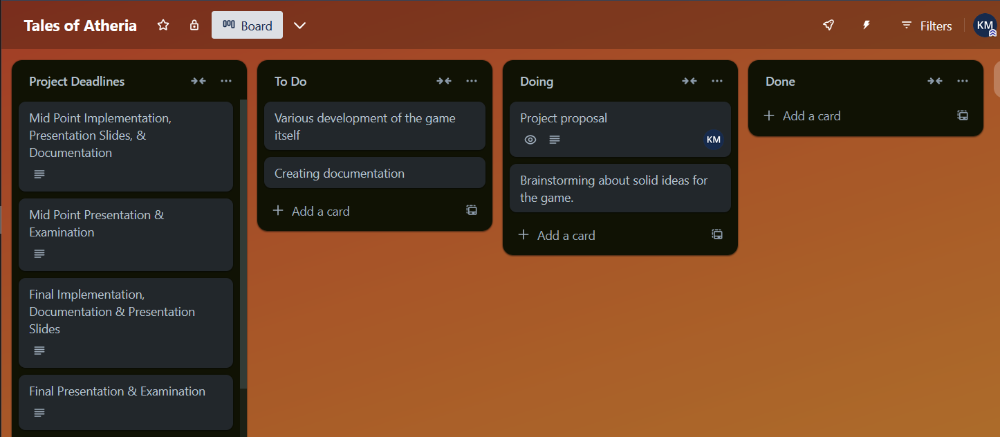 Tales of Atheria
Board
Filters
KM
Project Deadlines
Mid Point Implementation,
Presentation Slides, &
Documentation
Mid Point Presentation &
Examination
Final Implementation,
Documentation & Presentation
Slides
Final Presentation & Examination
To Do
Various development of the game
itself
Creating documentation
Add a card
Doing
Project proposal
KM
Brainstorming about solid ideas for
the game.
Add a card
Done
Add a card